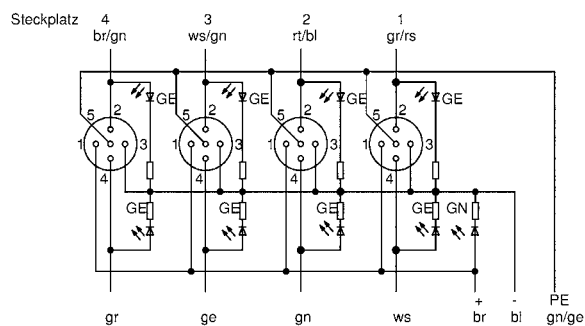 Steckplatz 4 3 2 1
br/gn ws/gn rt/bl gr/rs
GE GE GE GE
5 2 5 2 5 2 5 2
1 3 1 3 1 3 1 3
4 4 4 4
GE GE GE GE GN
+ - PE
gr ge gn ws br bl gn/ge